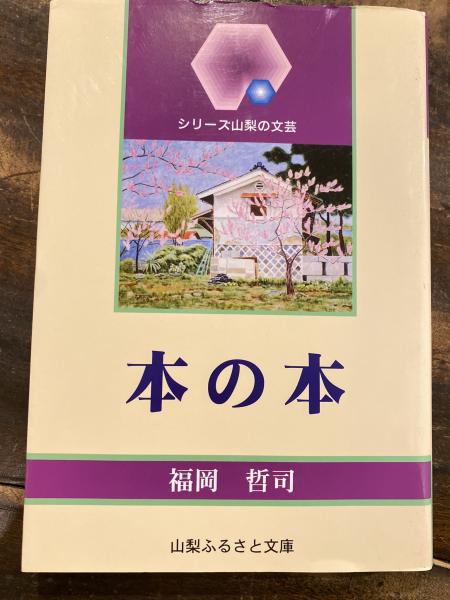 シリーズ山梨の文芸
本の本
福岡 哲司
山梨ふるさと文庫